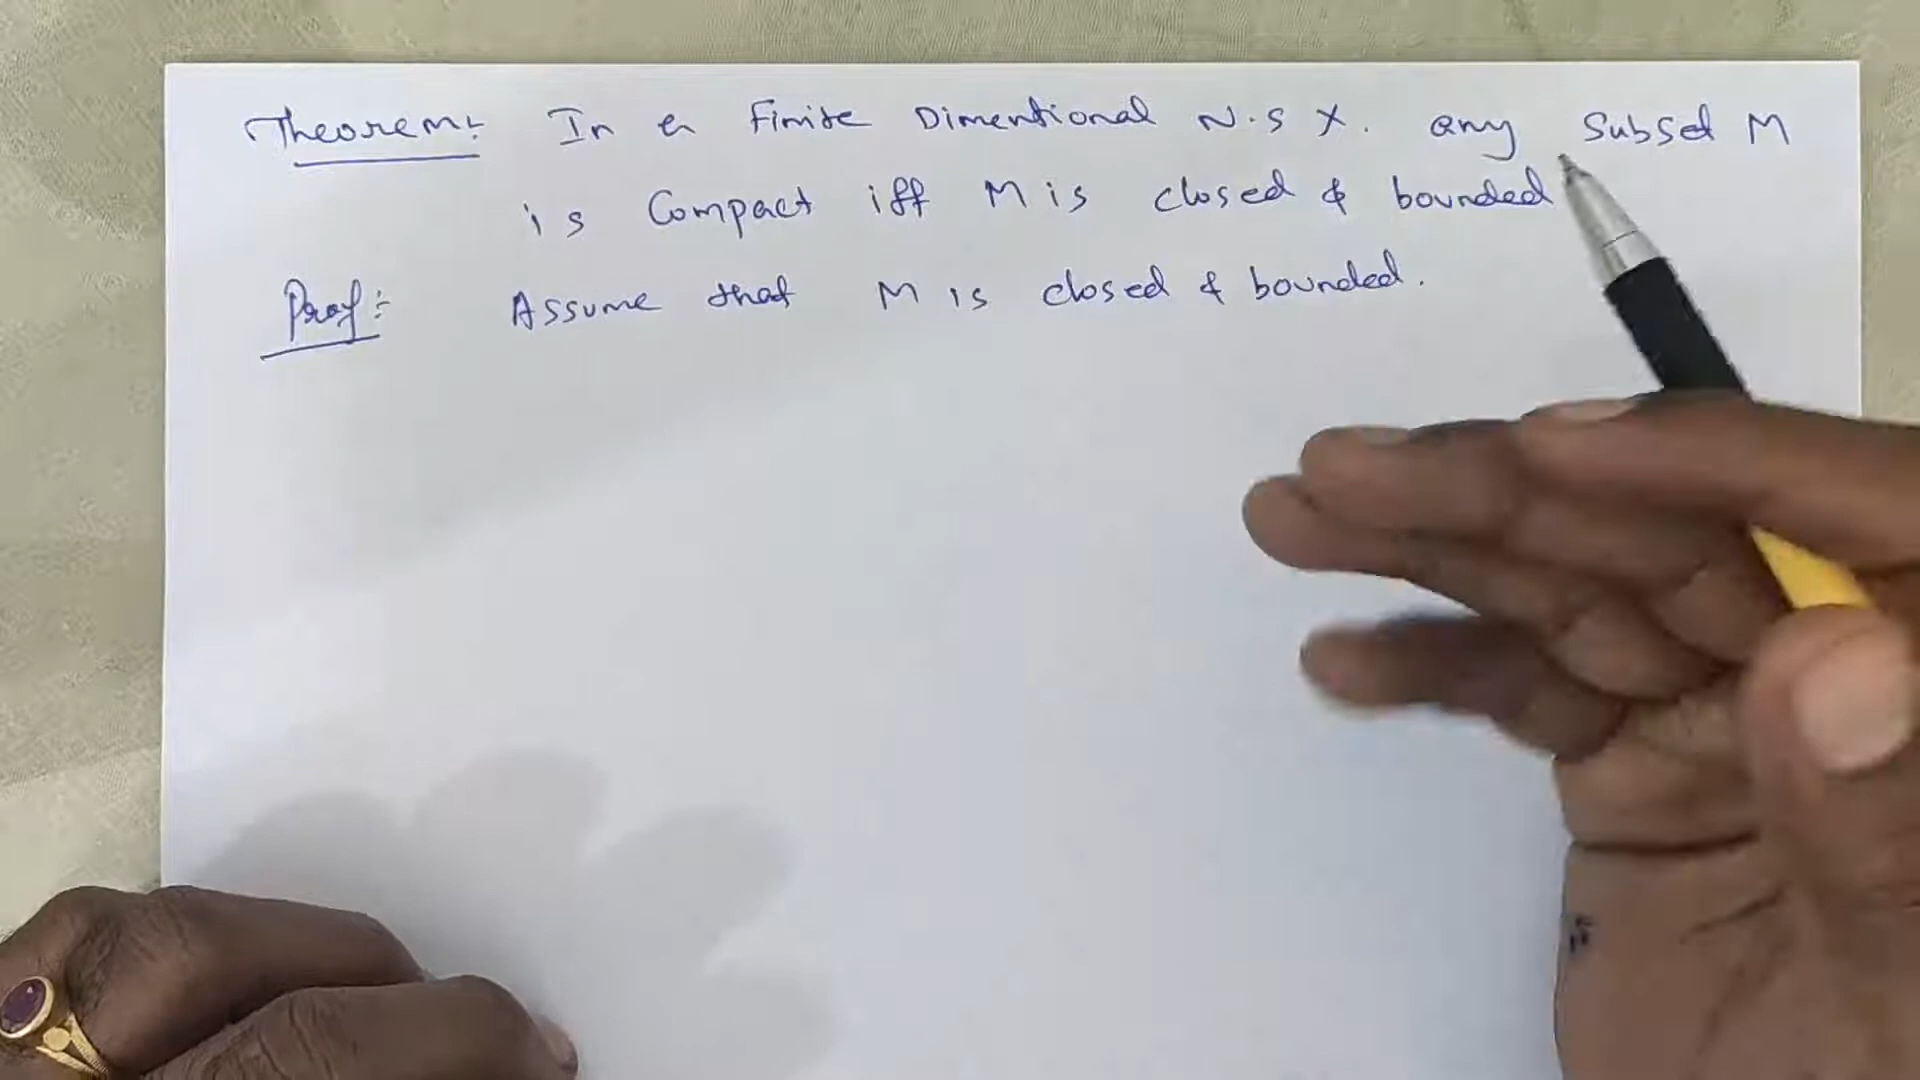 Theorem:  In a Finite Dimentional N.S X. any Subset M
is Compact iff M is closed & bounded
Proof:  Assume that M is closed & bounded.